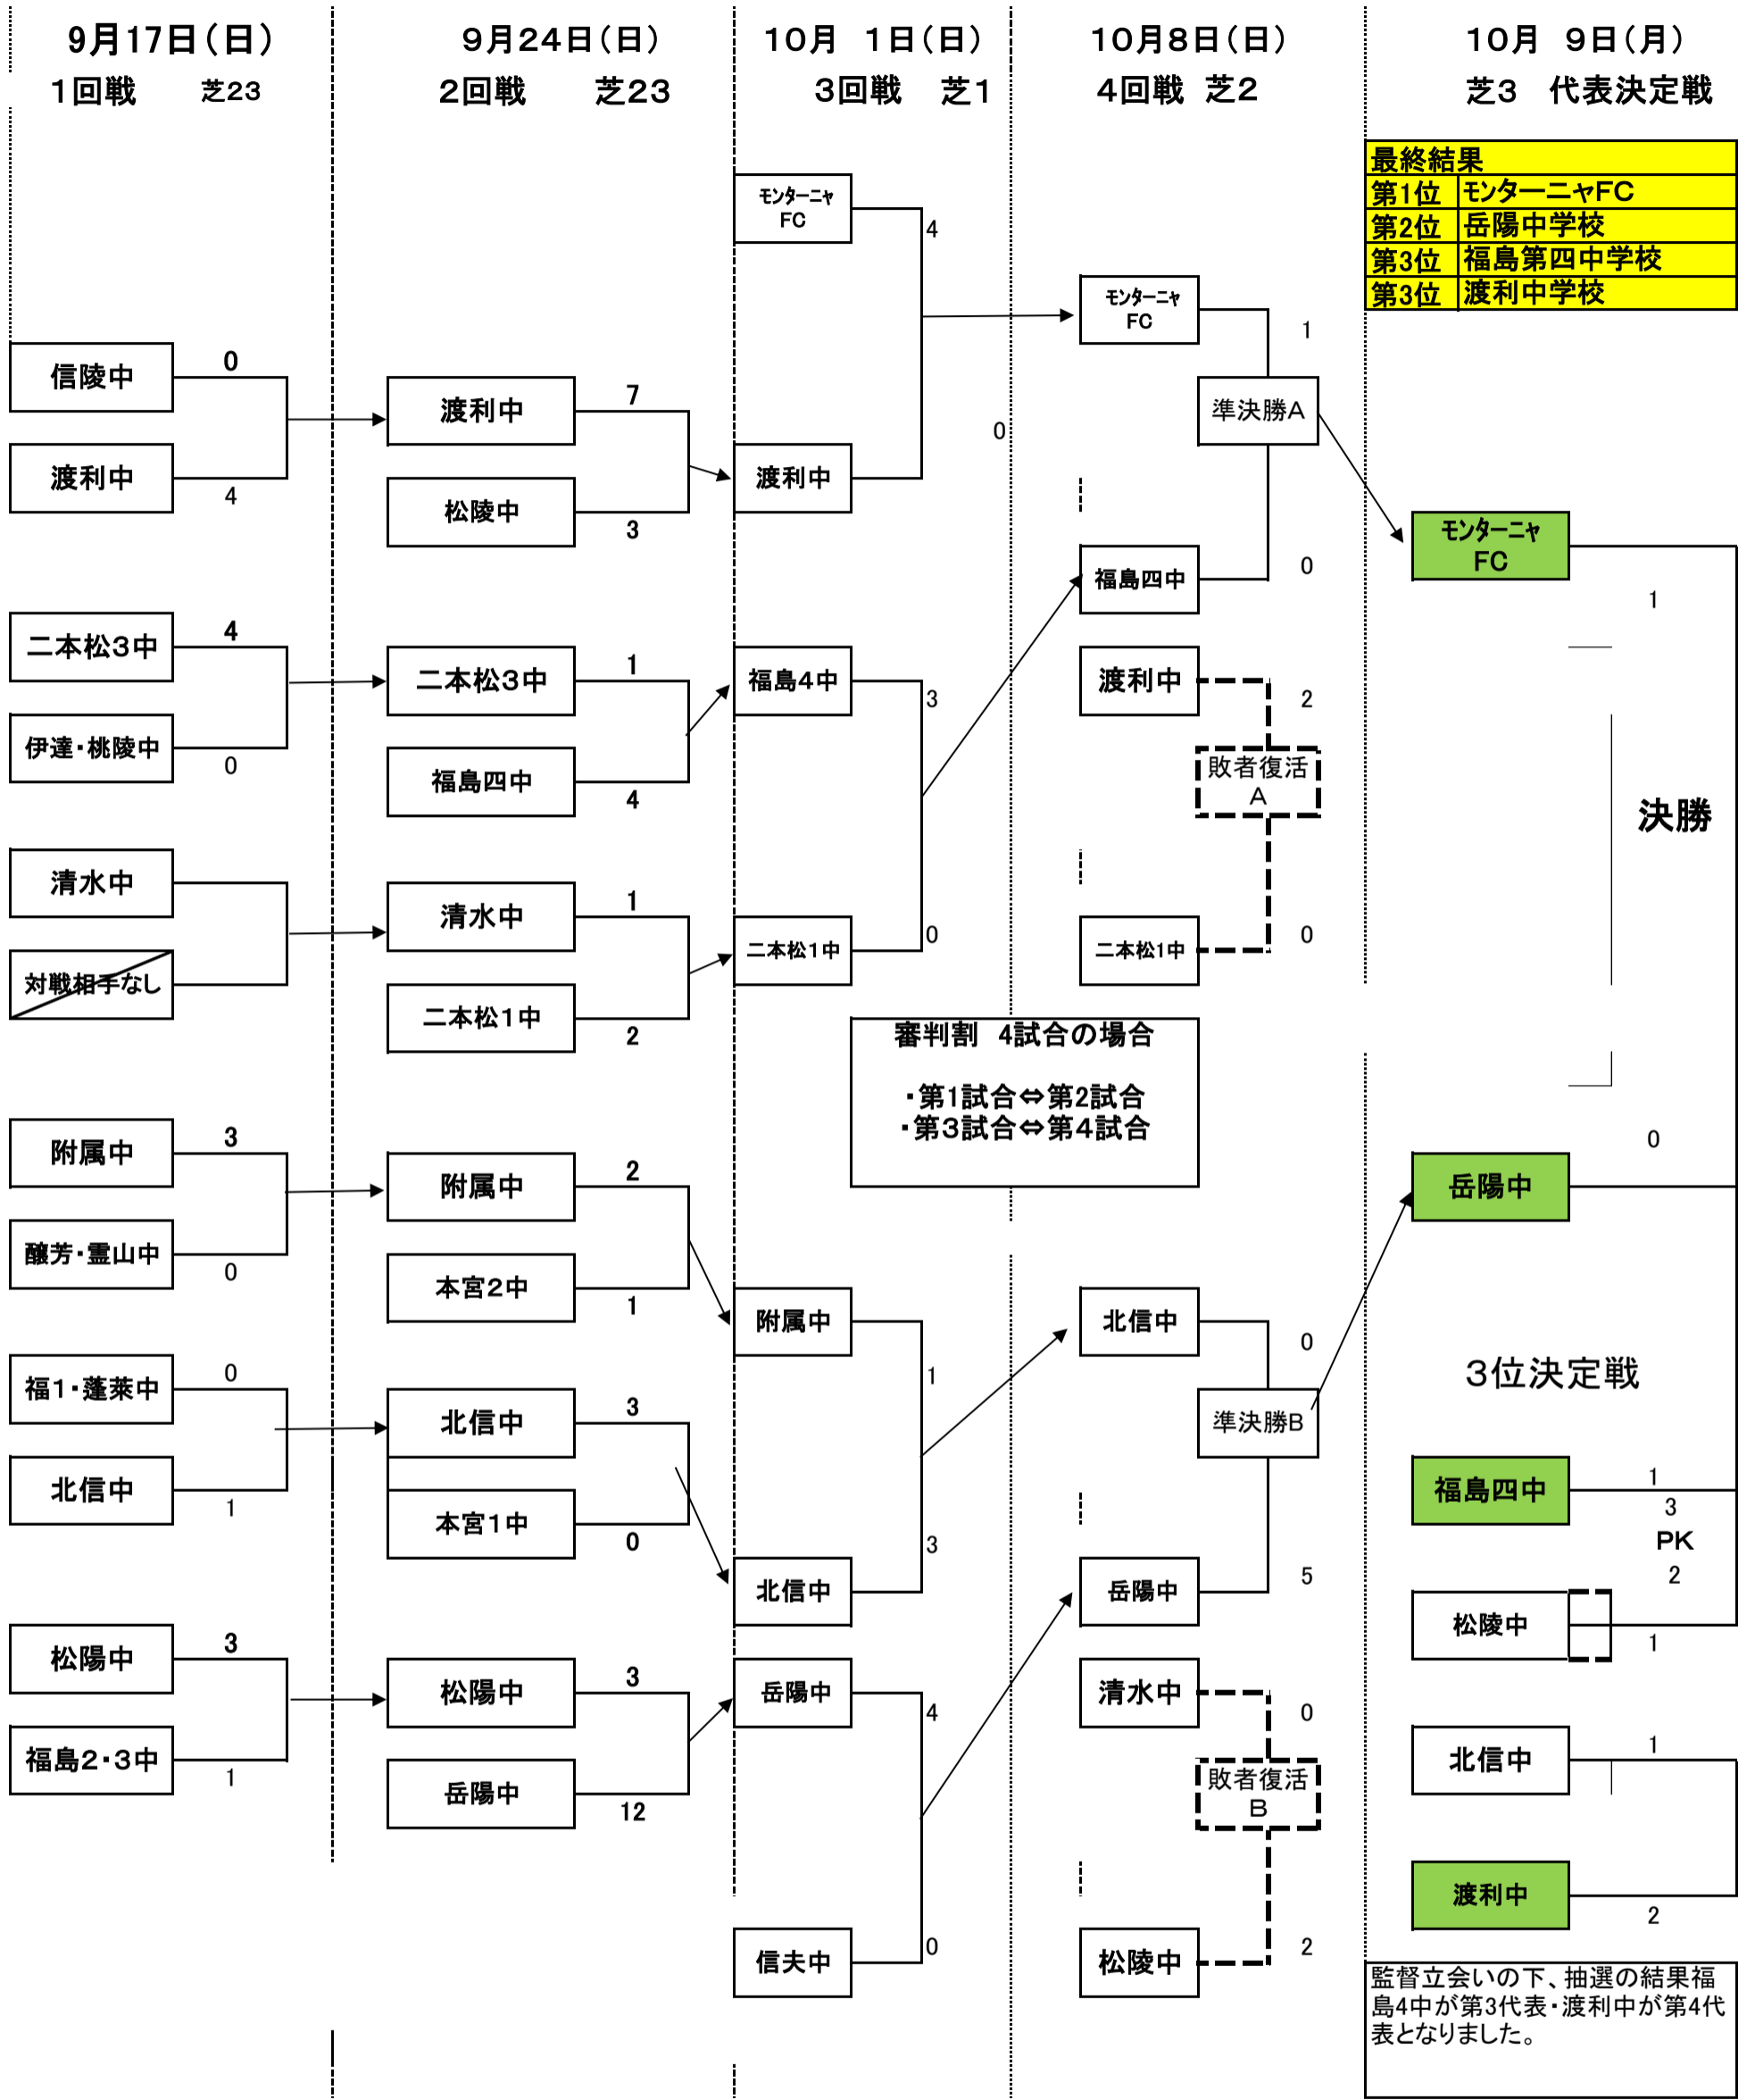 9月17日(日)
1回戦 芝23
9月24日(日)
2回戦 芝23
10月 1日(日)
3回戦 芝1
10月8日(日)
4回戦 芝2
10月 9日(月)
芝3 代表決定戦
最終結果
第1位 モンターニャFC
第2位 岳陽中学校
第3位 福島第四中学校
第3位 渡利中学校
信陵中
0
渡利中
4
二本松3中
4
伊達・桃陵中
0
清水中
対戦相手なし
附属中
3
醸芳・霊山中
0
福1・蓬莱中
0
北信中
1
松陽中
3
福島2・3中
1
渡利中
7
松陵中
3
二本松3中
1
福島四中
4
清水中
1
二本松1中
2
附属中
2
本宮2中
1
北信中
3
本宮1中
0
松陽中
3
岳陽中
12
モンターニャ
FC
4
渡利中
0
福島4中
3
二本松1中
0
審判割 4試合の場合
・第1試合⇔第2試合
・第3試合⇔第4試合
附属中
1
北信中
3
岳陽中
4
信夫中
0
モンターニャ
FC
1
準決勝A
福島四中
0
渡利中
2
敗者復活
A
二本松1中
0
北信中
0
準決勝B
岳陽中
5
清水中
0
敗者復活
B
松陵中
2
モンターニャ
FC
1
決勝
岳陽中
0
3位決定戦
福島四中
1
3
PK
2
松陵中
1
北信中
1
渡利中
2
監督立会いの下、抽選の結果福
島4中が第3代表・渡利中が第4代
表となりました。